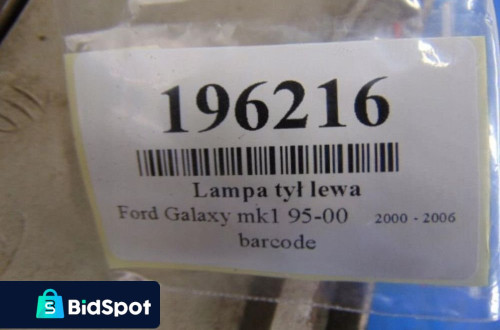 196216
Lampa tył lewa
Ford Galaxy mk1 95-00 2000 - 2006
barcode
BidSpot